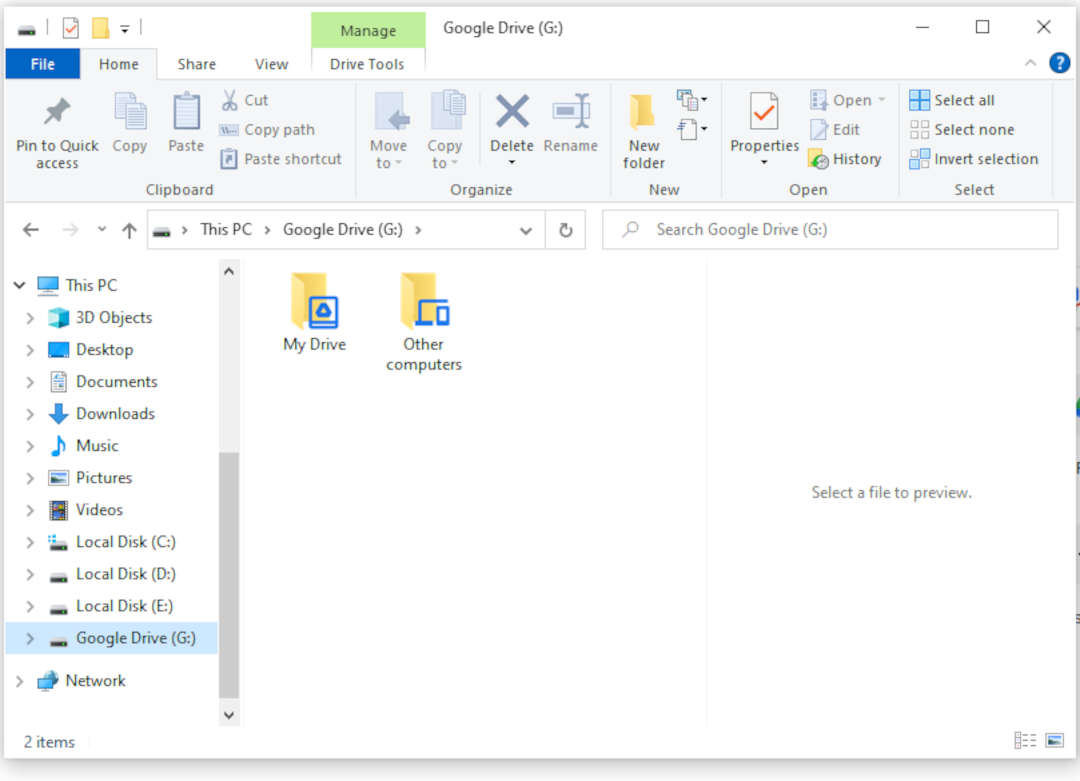 Manage
Google Drive (G:)
File
Home
Share
View
Drive Tools
Pin to Quick
access
Copy
Paste
Cut
Copy path
Paste shortcut
Clipboard
Move
to
Copy
to
Delete
Rename
Organize
New
folder
New
Properties
Open
Edit
History
Open
Select all
Select none
Invert selection
Select
This PC > Google Drive (G:) >
Search Google Drive (G:)
This PC
3D Objects
Desktop
Documents
Downloads
Music
Pictures
Videos
Local Disk (C:)
Local Disk (D:)
Local Disk (E:)
Google Drive (G:)
Network
My Drive
Other
computers
Select a file to preview.
2 items